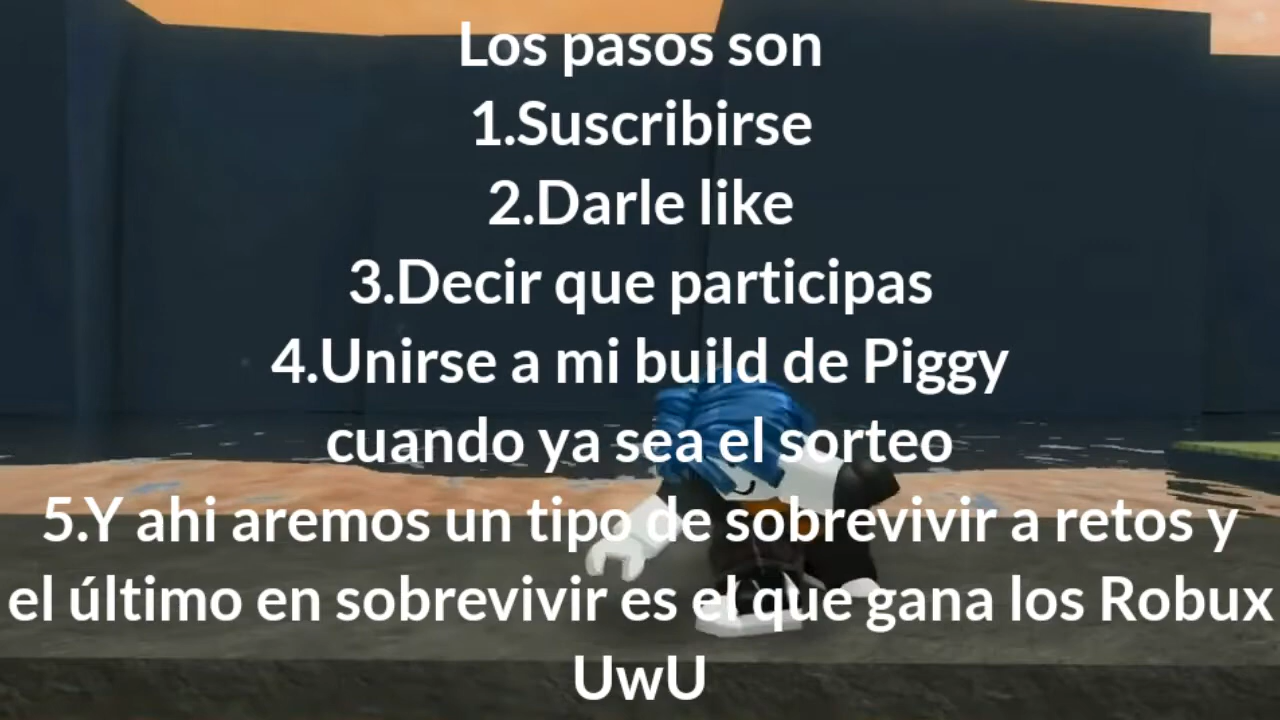 Los pasos son
1.Suscribirse
2.Darle like
3.Decir que participas
4.Unirse a mi build de Piggy
cuando ya sea el sorteo
5.Y ahi aremos un tipo de sobrevivir a retos y
el último en sobrevivir es el que gana los Robux
UwU